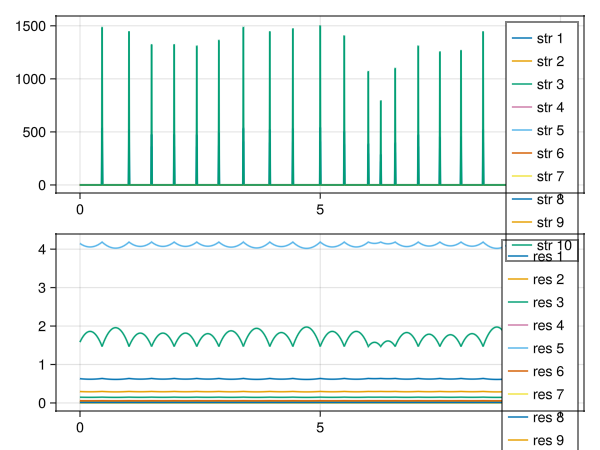 1500
1000
500
0
0
5
str 1
str 2
str 3
str 4
str 5
str 6
str 7
str 8
str 9
str 10
4
3
2
1
0
0
5
res 1
res 2
res 3
res 4
res 5
res 6
res 7
res 8
res 9